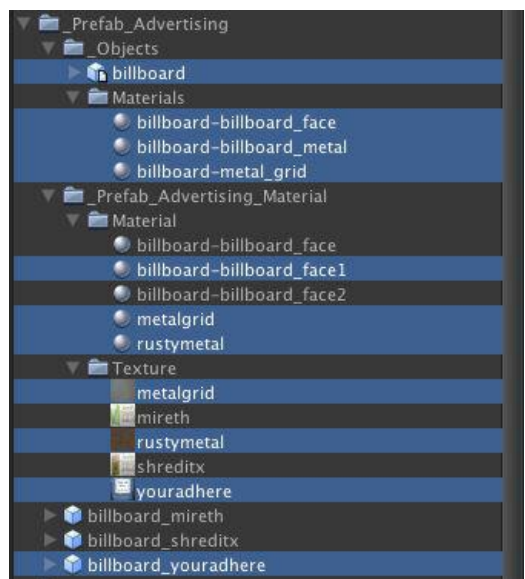 _Prefab_Advertising
_Objects
billboard
Materials
billboard-billboard_face
billboard-billboard_metal
billboard-metal_grid
_Prefab_Advertising_Material
Material
billboard-billboard_face
billboard-billboard_face1
billboard-billboard_face2
metalgrid
rustymetal
Texture
metalgrid
mireth
rustymetal
shreditx
youradhere
billboard_mireth
billboard_shreditx
billboard_youradhere